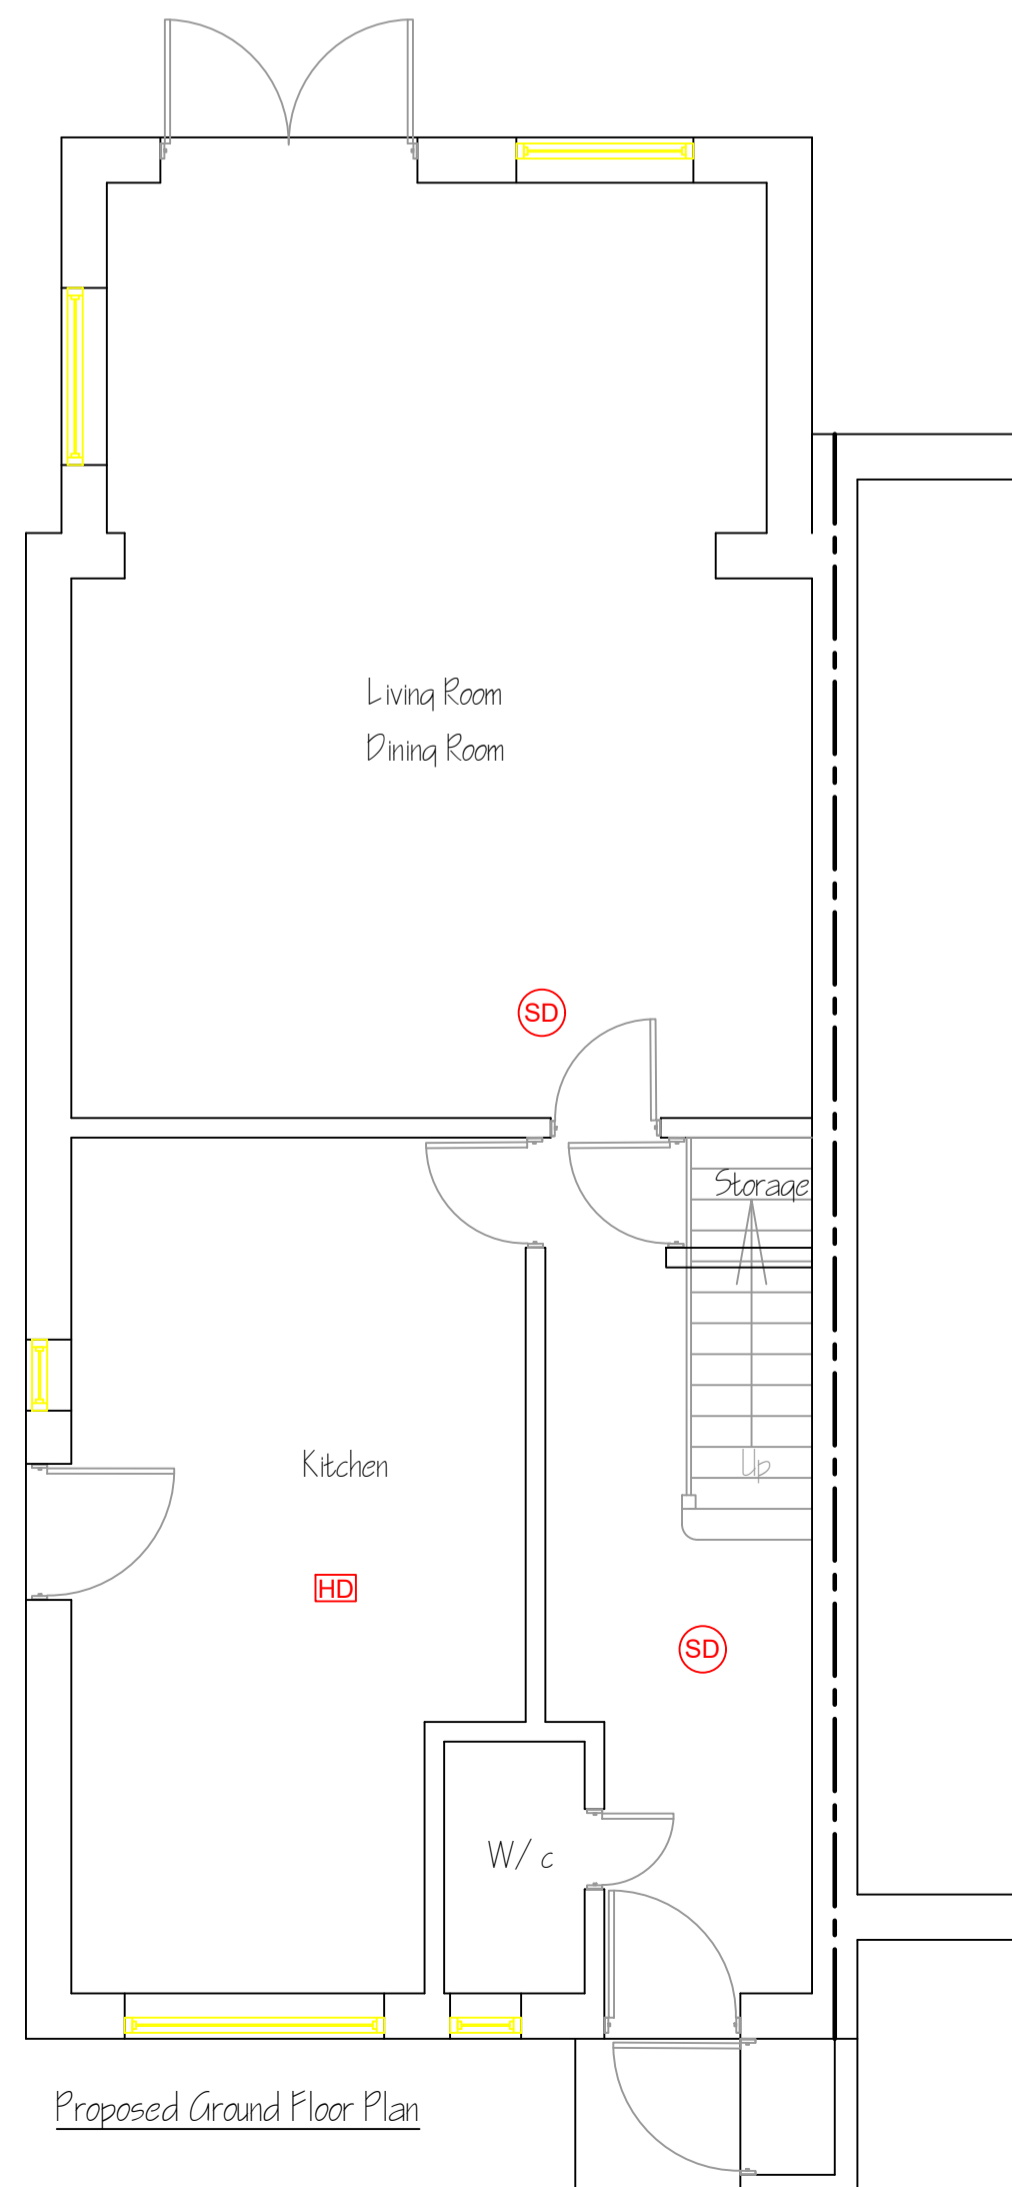 Living Room
Dining Room
SD
Storage
Up
Kitchen
HD
SD
W/c
Proposed Ground Floor Plan